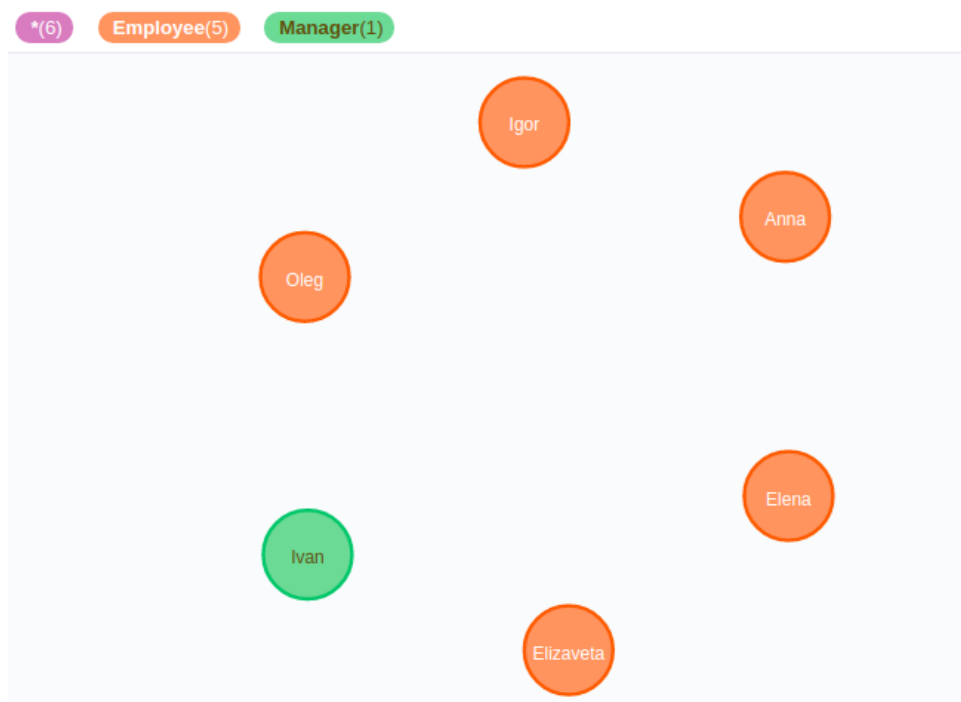 *(6) Employee(5) Manager(1)
Igor
Anna
Oleg
Elena
Ivan
Elizaveta